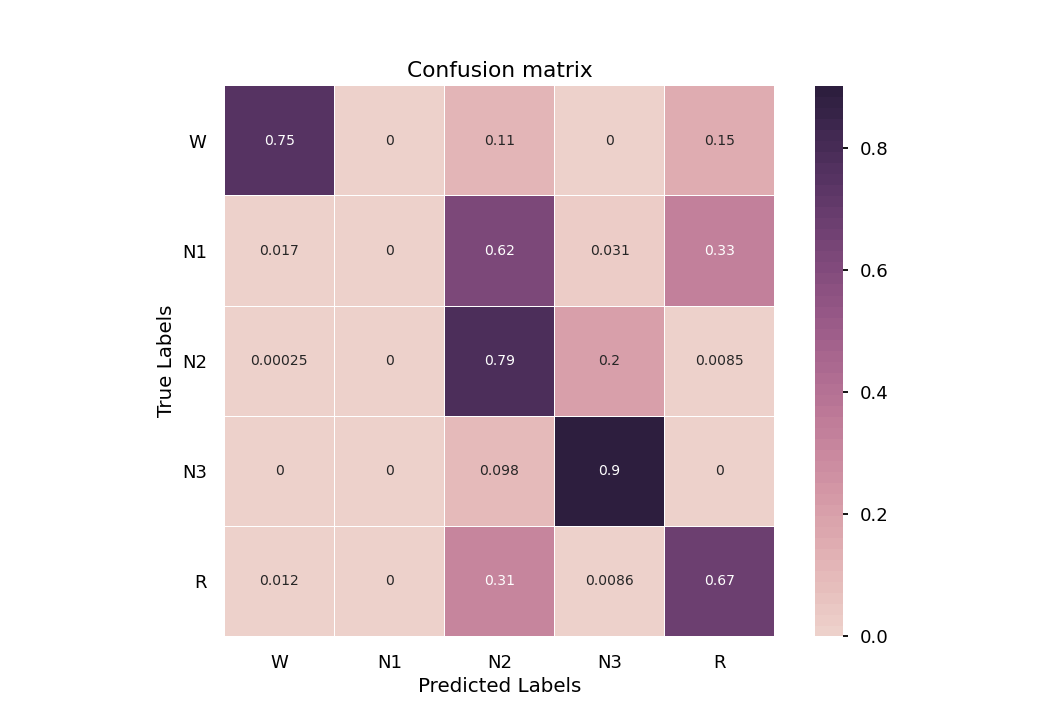 Confusion matrix
W 0.75 0 0.11 0 0.15
N1 0.017 0 0.62 0.031 0.33
N2 0.00025 0 0.79 0.2 0.0085
N3 0 0 0.098 0.9 0
R 0.012 0 0.31 0.0086 0.67
W N1 N2 N3 R
True Labels
Predicted Labels
0.8
0.6
0.4
0.2
0.0